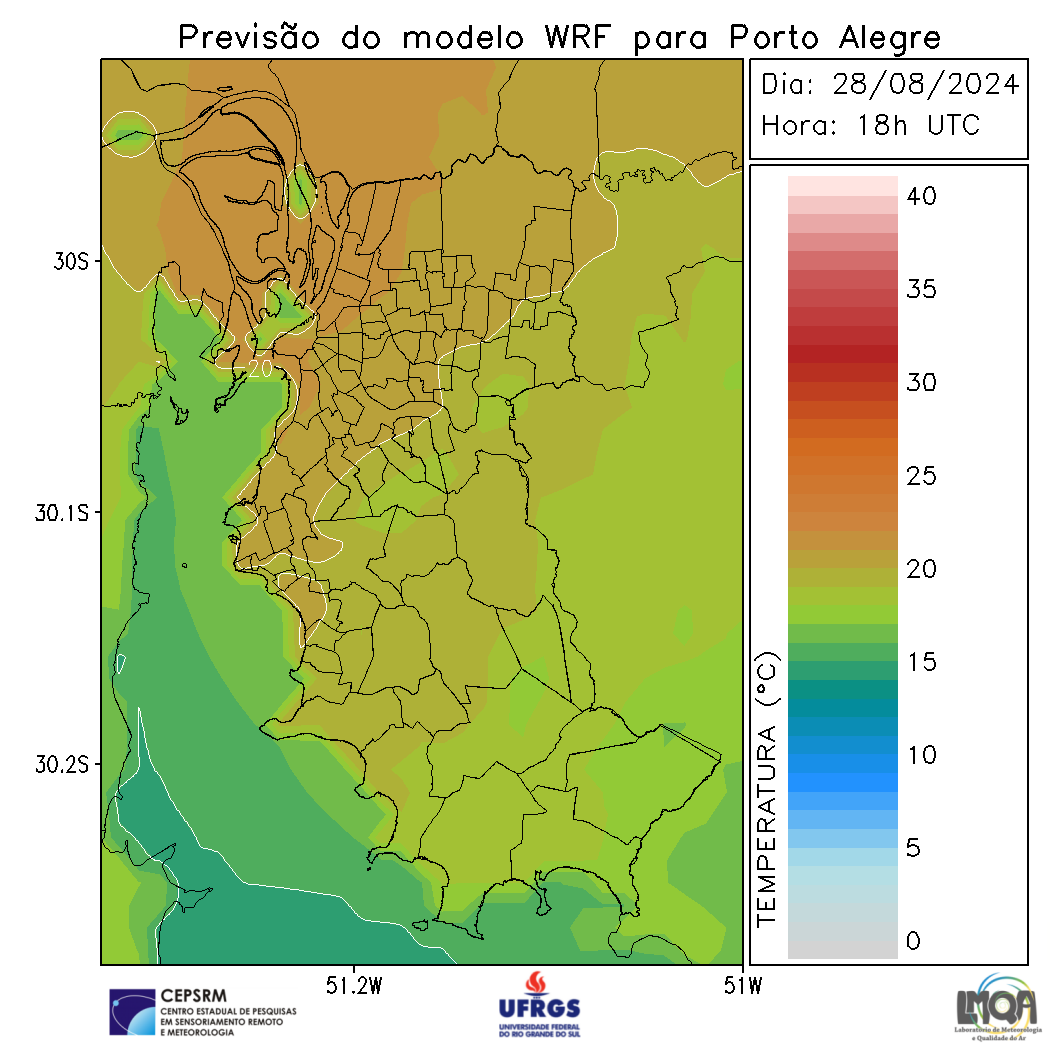 Previsão do modelo WRF para Porto Alegre
Dia: 28/08/2024
Hora: 18h UTC
40
35
30
25
20
15
10
5
0
TEMPERATURA (°C)
30S
30.1S
30.2S
20
51.2W
51W
CEPSRM
CENTRO ESTADUAL DE PESQUISAS
EM SENSORIAMENTO REMOTO
E METEOROLOGIA
UFRGS
UNIVERSIDADE FEDERAL
DO RIO GRANDE DO SUL
LMQA
Laboratório de Meteorologia
e Qualidade do Ar